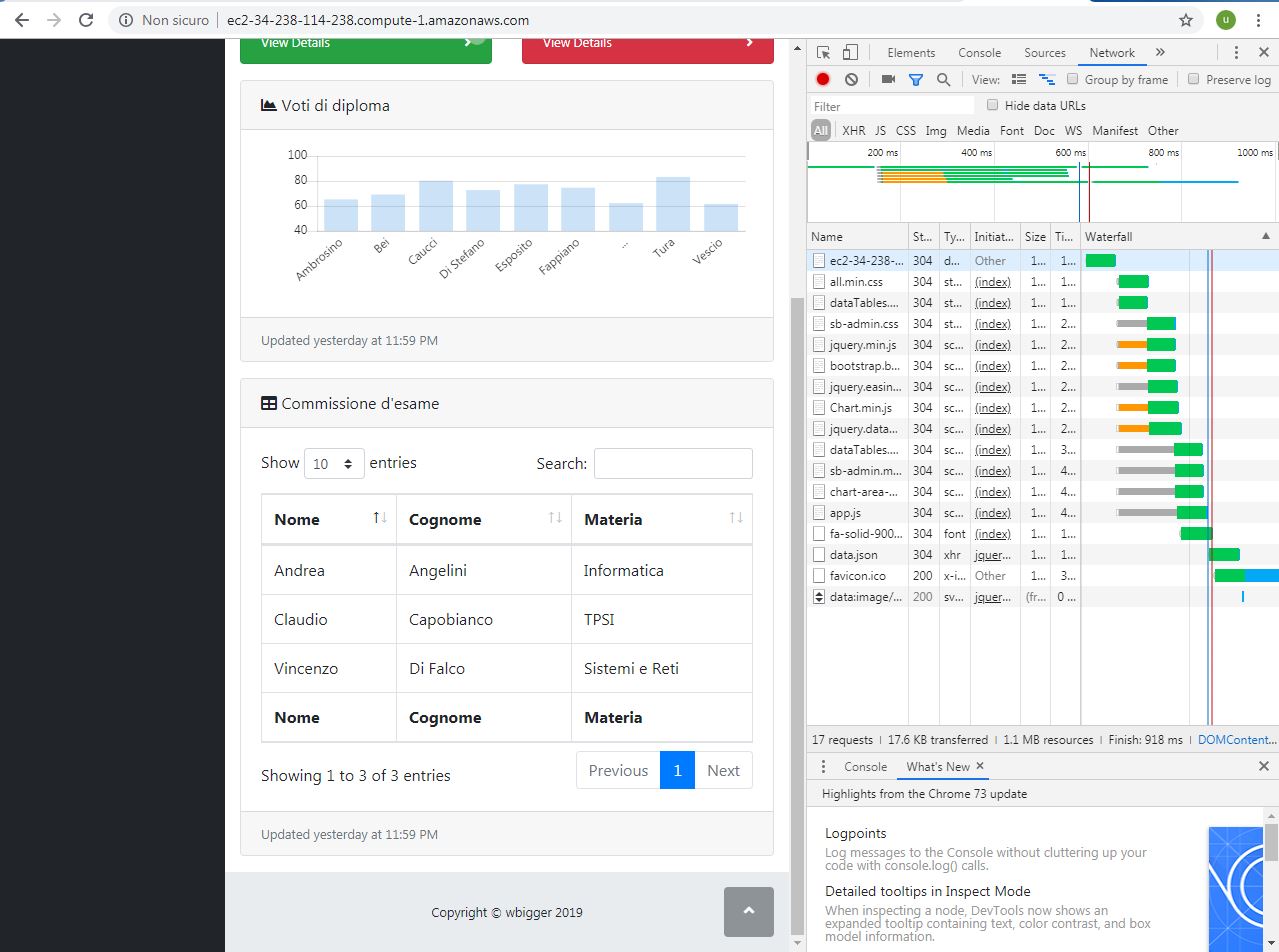 Non sicuro | ec2-34-238-114-238.compute-1.amazonaws.com
u
View Details
View Details
Voti di diploma
100
80
60
40
Ambrosino
Bei
Caucci
Di Stefano
Esposito
Fappiano
...
Tura
Vescio
Updated yesterday at 11:59 PM
Commissione d'esame
Show 10 entries
Search:
Nome Cognome Materia
Andrea Angelini Informatica
Claudio Capobianco TPSI
Vincenzo Di Falco Sistemi e Reti
Nome Cognome Materia
Showing 1 to 3 of 3 entries
Previous 1 Next
Updated yesterday at 11:59 PM
Copyright © wbigger 2019
Elements Console Sources Network »
View: Group by frame Preserve log
Filter Hide data URLs
All XHR JS CSS Img Media Font Doc WS Manifest Other
200 ms 400 ms 600 ms 800 ms 1000 ms
Name St... Ty... Initiat... Size Ti... Waterfall
ec2-34-238-... 304 d... Other 1... 1...
all.min.css 304 st... (index) 1... 1...
dataTables.... 304 st... (index) 1... 1...
sb-admin.css 304 st... (index) 1... 2...
jquery.min.js 304 sc... (index) 1... 2...
bootstrap.b... 304 sc... (index) 1... 2...
jquery.easin... 304 sc... (index) 1... 2...
Chart.min.js 304 sc... (index) 1... 2...
jquery.data... 304 sc... (index) 1... 2...
dataTables.... 304 sc... (index) 1... 3...
sb-admin.m... 304 sc... (index) 1... 4...
chart-area-... 304 sc... (index) 1... 4...
app.js 304 sc... (index) 1... 4...
fa-solid-900... 304 font (index) 1... 1...
data.json 304 xhr jquer... 1... 1...
favicon.ico 200 x-i... Other 1... 3...
data:image/... 200 sv... jquer... (fr... 0 ...
17 requests | 17.6 KB transferred | 1.1 MB resources | Finish: 918 ms | DOMContent...
Console What's New ×
Highlights from the Chrome 73 update
Logpoints
Log messages to the Console without cluttering up your
code with console.log() calls.
Detailed tooltips in Inspect Mode
When inspecting a node, DevTools now shows an
expanded tooltip containing text, color contrast, and box
model information.